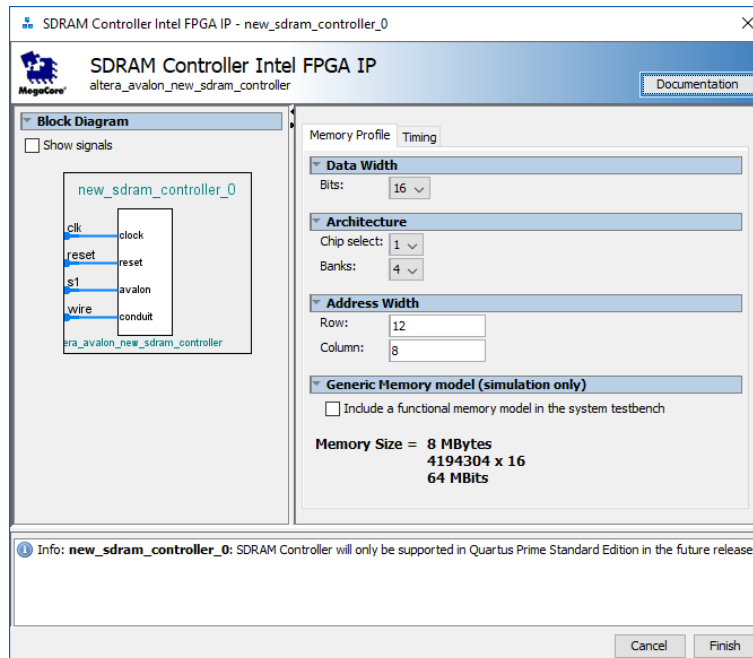 SDRAM Controller Intel FPGA IP - new_sdram_controller_0
SDRAM Controller Intel FPGA IP
altera_avalon_new_sdram_controller
MegaCore®
Documentation
Block Diagram
Show signals
new_sdram_controller_0
clk
clock
reset
reset
s1
avalon
wire
conduit
era_avalon_new_sdram_controller
Memory Profile Timing
Data Width
Bits: 16
Architecture
Chip select: 1
Banks: 4
Address Width
Row: 12
Column: 8
Generic Memory model (simulation only)
Include a functional memory model in the system testbench
Memory Size = 8 MBytes
4194304 x 16
64 MBits
Info: new_sdram_controller_0: SDRAM Controller will only be supported in Quartus Prime Standard Edition in the future release
Cancel Finish